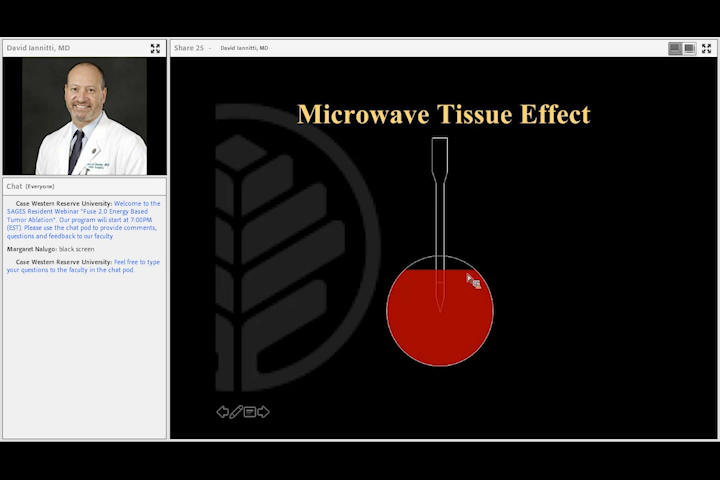 David Iannitti, MD
Share 25 - David Iannitti, MD
Microwave Tissue Effect
Chat (Everyone)
Case Western Reserve University: Welcome to the
SAGES Resident Webinar "Fuse 2.0 Energy Based
Tumor Ablation". Our program will start at 7:00PM
(EST). Please use the chat pod to provide comments,
questions and feedback to our faculty.
Margaret Nalugo: black screen
Case Western Reserve University: Feel free to type
your questions to the faculty in the chat pod.